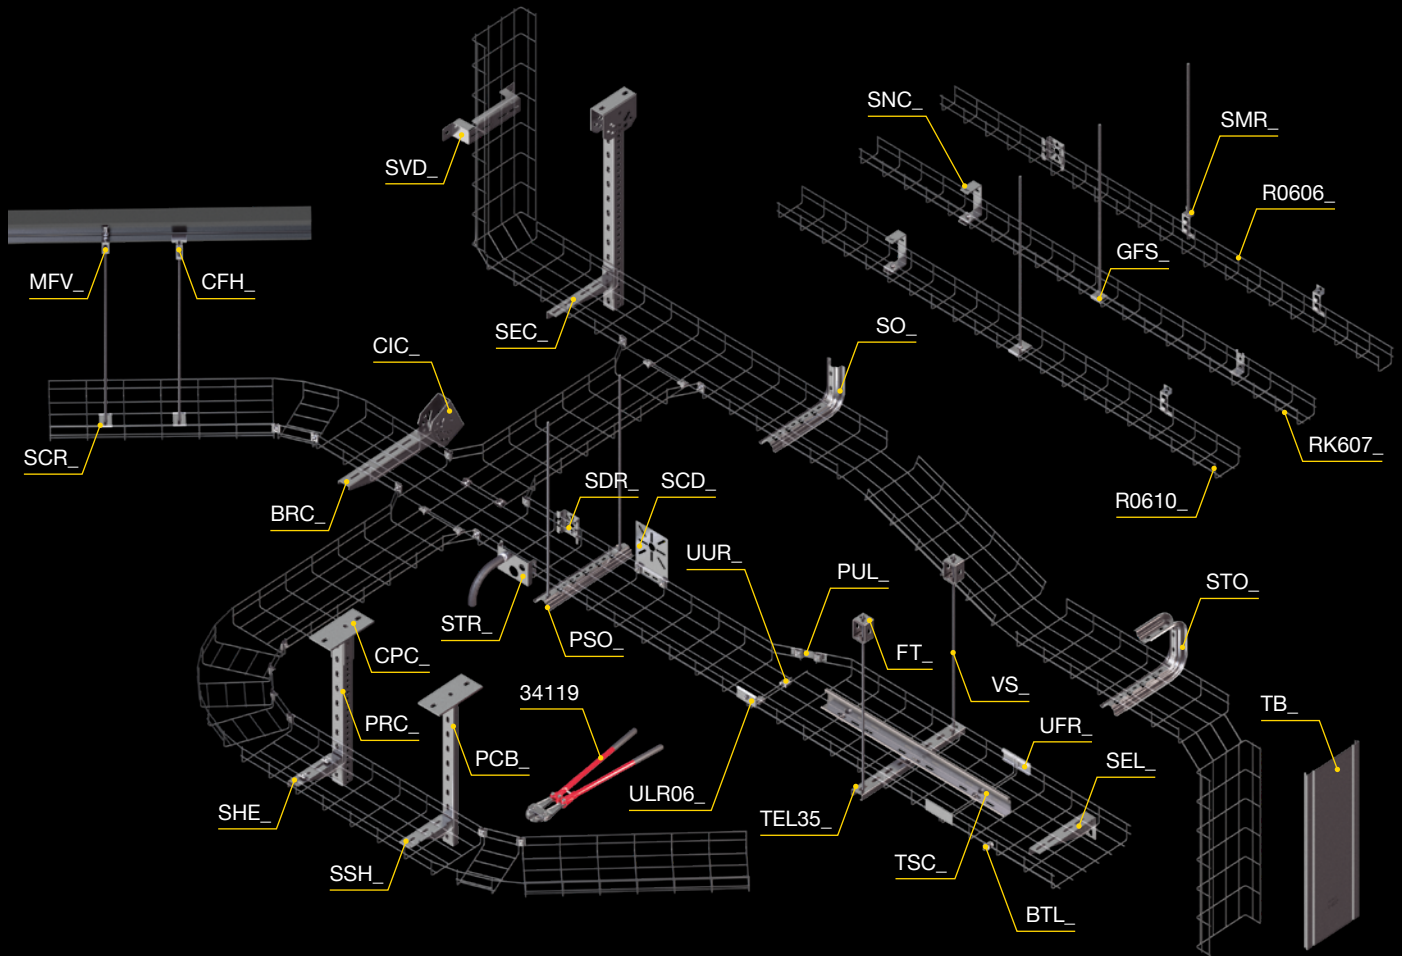 SNC_
SMR_
SVD_
R0606_
GFS_
MFV_
CFH_
SEC_
SO_
CIC_
RK607_
SCR_
SDR_
SCD_
R0610_
BRC_
UUR_
PUL_
STO_
STR_
PSO_
FT_
CPC_
VS_
34119
TB_
PRC_
UFR_
PCB_
SEL_
ULR06_
SHE_
TEL35_
TSC_
SSH_
BTL_